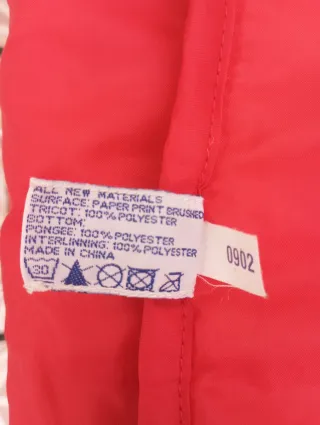 ALL NEW MATERIALS
SURFACE: PAPER PRINT BRUSHED
TRICOT: 100% POLYESTER
BOTTOM:
PONGEE: 100% POLYESTER
INTERLINNING: 100% POLYESTER
MADE IN CHINA
30
0902